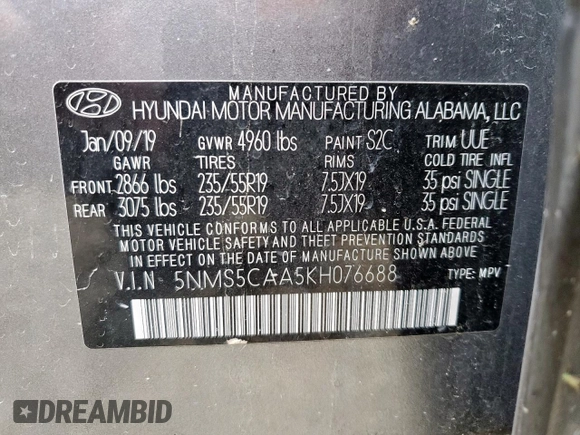 MANUFACTURED BY
HYUNDAI MOTOR MANUFACTURING ALABAMA, LLC
Jan/09/19 GVWR 4960 lbs PAINT S2C TRIM UUE
GAWR TIRES RIMS COLD TIRE INFL
FRONT 2866 lbs 235/55R19 7.5JX19 35 psi SINGLE
REAR 3075 lbs 235/55R19 7.5JX19 35 psi SINGLE
THIS VEHICLE CONFORMS TO ALL APPLICABLE U.S.A. FEDERAL
MOTOR VEHICLE SAFETY AND THEFT PREVENTION STANDARDS
IN EFFECT ON THE DATE OF MANUFACTURE SHOWN ABOVE.
V.I.N 5NMS5CAA5KH076688 TYPE: MPV
DREAMBID